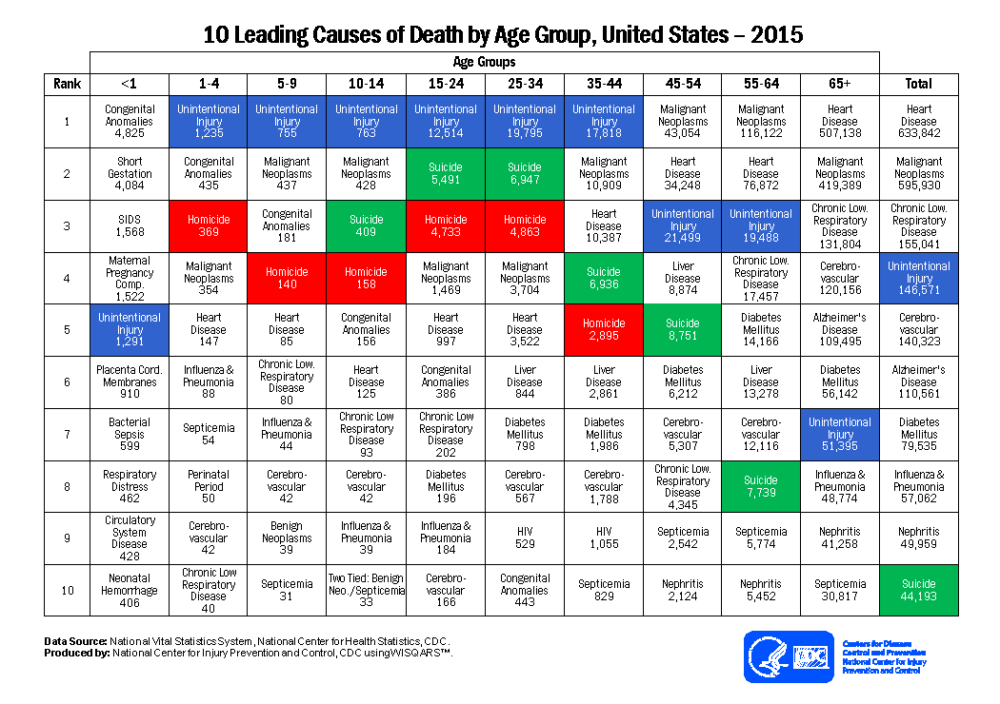 10 Leading Causes of Death by Age Group, United States – 2015
Age Groups
Rank <1 1-4 5-9 10-14 15-24 25-34 35-44 45-54 55-64 65+ Total
1
Congenital
Anomalies
4,825
Unintentional
Injury
1,235
Unintentional
Injury
755
Unintentional
Injury
763
Unintentional
Injury
12,514
Unintentional
Injury
19,795
Unintentional
Injury
17,818
Malignant
Neoplasms
43,054
Malignant
Neoplasms
116,122
Heart
Disease
507,138
Heart
Disease
633,842
2
Short
Gestation
4,084
Congenital
Anomalies
435
Malignant
Neoplasms
437
Malignant
Neoplasms
428
Suicide
5,491
Suicide
6,947
Malignant
Neoplasms
10,909
Heart
Disease
34,248
Heart
Disease
76,872
Malignant
Neoplasms
419,389
Malignant
Neoplasms
595,930
3
SIDS
1,568
Homicide
369
Congenital
Anomalies
181
Suicide
409
Homicide
4,733
Homicide
4,863
Heart
Disease
10,387
Unintentional
Injury
21,499
Unintentional
Injury
19,488
Chronic Low.
Respiratory
Disease
131,804
Chronic Low.
Respiratory
Disease
155,041
4
Maternal
Pregnancy
Comp.
1,522
Malignant
Neoplasms
354
Homicide
140
Homicide
158
Malignant
Neoplasms
1,469
Malignant
Neoplasms
3,704
Suicide
6,936
Liver
Disease
8,874
Chronic Low.
Respiratory
Disease
17,457
Cerebro-
vascular
120,156
Unintentional
Injury
146,571
5
Unintentional
Injury
1,291
Heart
Disease
147
Heart
Disease
85
Congenital
Anomalies
156
Heart
Disease
997
Heart
Disease
3,522
Homicide
2,895
Suicide
8,751
Diabetes
Mellitus
14,166
Alzheimer's
Disease
109,495
Cerebro-
vascular
140,323
6
Placenta Cord.
Membranes
910
Influenza &
Pneumonia
88
Chronic Low.
Respiratory
Disease
80
Heart
Disease
125
Congenital
Anomalies
386
Liver
Disease
844
Liver
Disease
2,861
Diabetes
Mellitus
6,212
Liver
Disease
13,278
Diabetes
Mellitus
56,142
Alzheimer's
Disease
110,561
7
Bacterial
Sepsis
599
Septicemia
54
Influenza &
Pneumonia
44
Chronic Low
Respiratory
Disease
93
Chronic Low
Respiratory
Disease
202
Diabetes
Mellitus
798
Diabetes
Mellitus
1,986
Cerebro-
vascular
5,307
Cerebro-
vascular
12,116
Unintentional
Injury
51,395
Diabetes
Mellitus
79,535
8
Respiratory
Distress
462
Perinatal
Period
50
Cerebro-
vascular
42
Cerebro-
vascular
42
Diabetes
Mellitus
196
Cerebro-
vascular
567
Cerebro-
vascular
1,788
Chronic Low.
Respiratory
Disease
4,345
Suicide
7,739
Influenza &
Pneumonia
48,774
Influenza &
Pneumonia
57,062
9
Circulatory
System
Disease
428
Cerebro-
vascular
42
Benign
Neoplasms
39
Influenza &
Pneumonia
39
Influenza &
Pneumonia
184
HIV
529
HIV
1,055
Septicemia
2,542
Septicemia
5,774
Nephritis
41,258
Nephritis
49,959
10
Neonatal
Hemorrhage
406
Chronic Low
Respiratory
Disease
40
Septicemia
31
Two Tied: Benign
Neo./Septicemia
33
Cerebro-
vascular
166
Congenital
Anomalies
443
Septicemia
829
Nephritis
2,124
Nephritis
5,452
Septicemia
30,817
Suicide
44,193
Data Source: National Vital Statistics System, National Center for Health Statistics, CDC.
Produced by: National Center for Injury Prevention and Control, CDC usingWISQARS™.
CDC
Centers for Disease
Control and Prevention
National Center for Injury
Prevention and Control